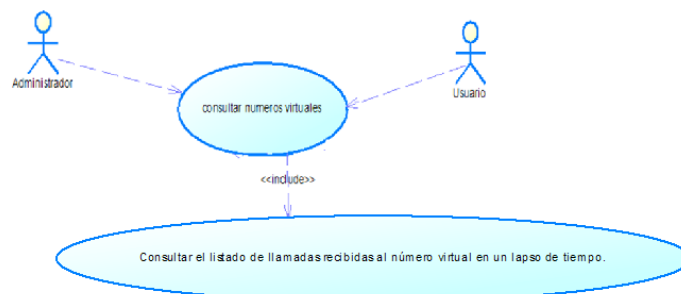 Administrador
Usuario
consultar numeros virtuales
<<include>>
Consultar el listado de llamadas recibidas al número virtual en un lapso de tiempo.